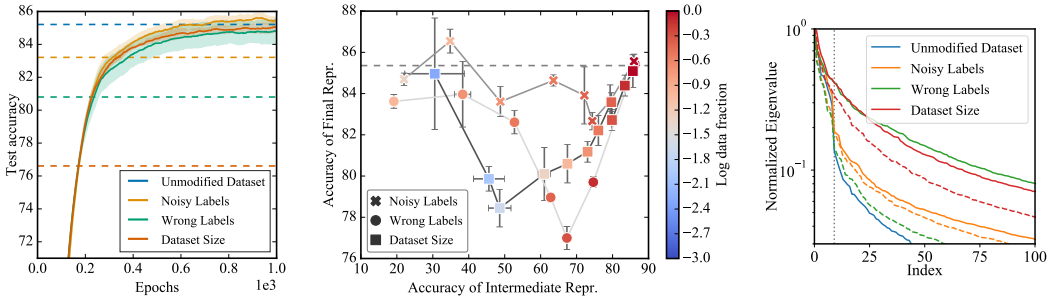 86
84
82
80
78
76
74
72
0.0
0.2
0.4
0.6
0.8
1.0
1e3
Test accuracy
Epochs
Unmodified Dataset
Noisy Labels
Wrong Labels
Dataset Size
88
86
84
82
80
78
76
10
20
30
40
50
60
70
80
90
Accuracy of Final Repr.
Accuracy of Intermediate Repr.
Noisy Labels
Wrong Labels
Dataset Size
0.0
−0.3
−0.6
−0.9
−1.2
−1.5
−1.8
−2.1
−2.4
−2.7
−3.0
Log data fraction
10⁰
10⁻¹
0
25
50
75
100
Normalized Eigenvalue
Index
Unmodified Dataset
Noisy Labels
Wrong Labels
Dataset Size